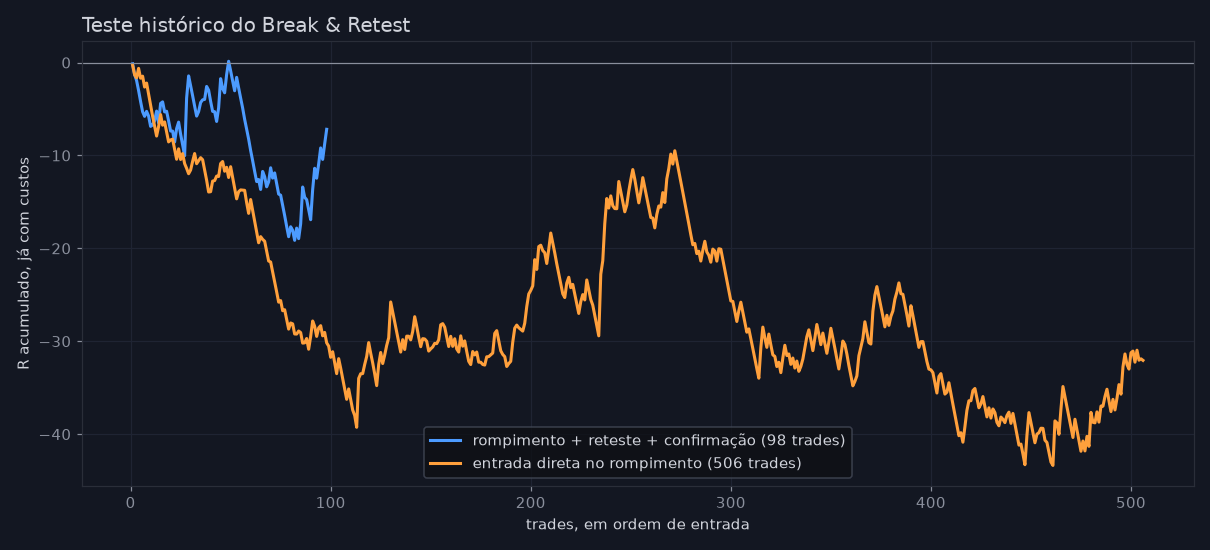 Teste histórico do Break & Retest
R acumulado, já com custos
0
−10
−20
−30
−40
rompimento + reteste + confirmação (98 trades)
entrada direta no rompimento (506 trades)
0
100
200
300
400
500
trades, em ordem de entrada